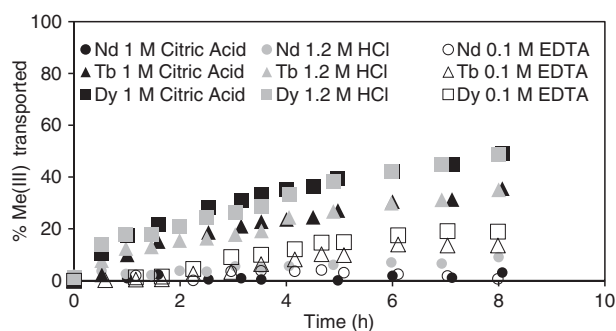 100
Nd 1 M Citric Acid Nd 1.2 M HCl Nd 0.1 M EDTA
Tb 1 M Citric Acid Tb 1.2 M HCl Tb 0.1 M EDTA
80
Dy 1 M Citric Acid Dy 1.2 M HCl Dy 0.1 M EDTA
60
40
20
0
% Me(III) transported
0 2 4 6 8 10
Time (h)